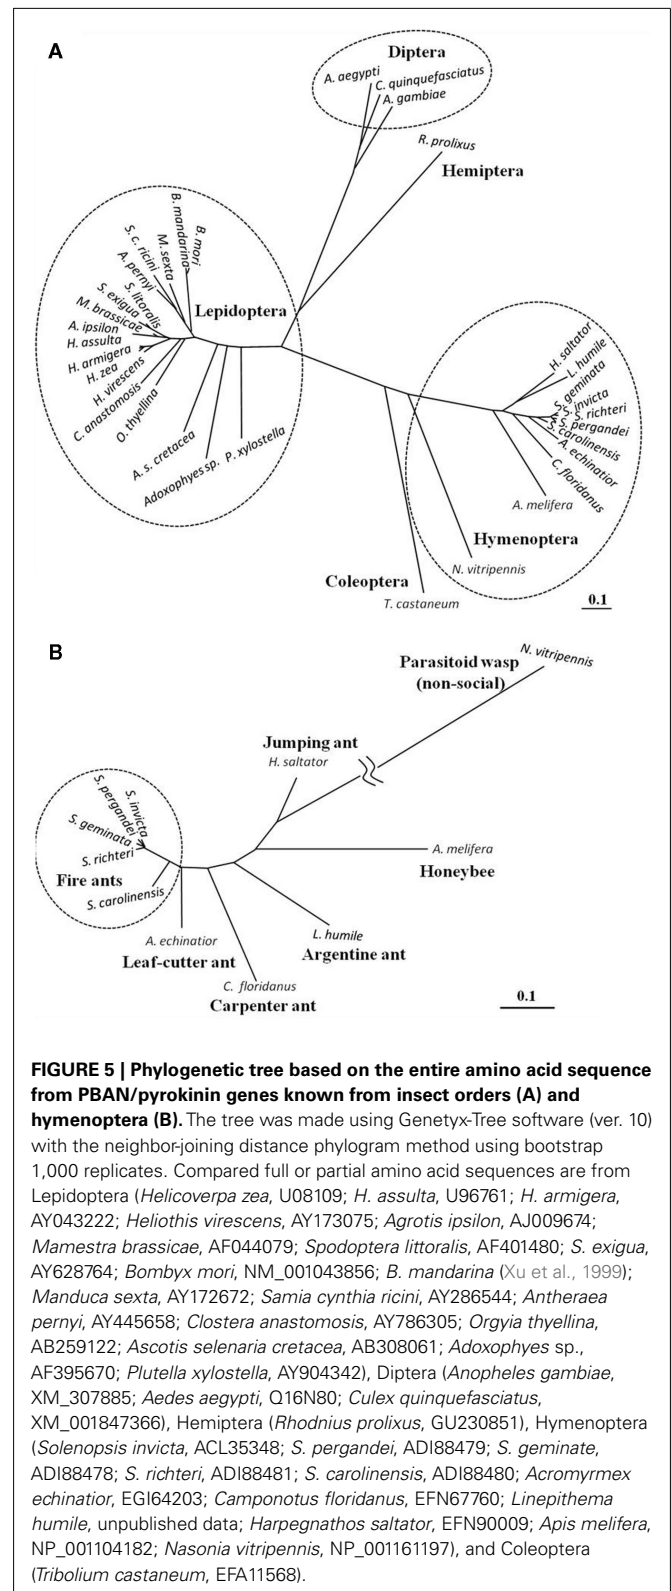 A
Diptera
A. aegypti
C. quinquefasciatus
A. gambiae
R. prolixus
Hemiptera
B. mandarina
B. mori
M. sexta
S. c. ricini
A. pernyi
S. litoralis
S. exigua
M. brassicae
A. ipsilon
H. assulta
H. armigera
H. zea
H. virescens
C. anastomosis
O. thyellina
A. s. cretacea
Adoxophyes sp.
P. xylostella
Lepidoptera
H. saltator
L. humile
S. geminata
S. invicta
S. richteri
S. pergandei
S. carolinensis
A. echinatior
C. floridanus
A. melifera
Hymenoptera
N. vitripennis
Coleoptera
T. castaneum
0.1
B
N. vitripennis
Parasitoid wasp
(non-social)
Jumping ant
H. saltator
S. invicta
S. pergandei
S. geminata
S. richteri
Fire ants
S. carolinensis
A. melifera
Honeybee
A. echinatior
Leaf-cutter ant
L. humile
Argentine ant
C. floridanus
Carpenter ant
0.1
FIGURE 5 | Phylogenetic tree based on the entire amino acid sequence
from PBAN/pyrokinin genes known from insect orders (A) and
hymenoptera (B). The tree was made using Genetyx-Tree software (ver. 10)
with the neighbor-joining distance phylogram method using bootstrap
1,000 replicates. Compared full or partial amino acid sequences are from
Lepidoptera (Helicoverpa zea, U08109; H. assulta, U96761; H. armigera,
AY043222; Heliothis virescens, AY173075; Agrotis ipsilon, AJ009674;
Mamestra brassicae, AF044079; Spodoptera littoralis, AF401480; S. exigua,
AY628764; Bombyx mori, NM_001043856; B. mandarina (Xu et al., 1999);
Manduca sexta, AY172672; Samia cynthia ricini, AY286544; Antheraea
pernyi, AY445658; Clostera anastomosis, AY786305; Orgyia thyellina,
AB259122; Ascotis selenaria cretacea, AB308061; Adoxophyes sp.,
AF395670; Plutella xylostella, AY904342), Diptera (Anopheles gambiae,
XM_307885; Aedes aegypti, Q16N80; Culex quinquefasciatus,
XM_001847366), Hemiptera (Rhodnius prolixus, GU230851), Hymenoptera
(Solenopsis invicta, ACL35348; S. pergandei, ADI88479; S. geminate,
ADI88478; S. richteri, ADI88481; S. carolinensis, ADI88480; Acromyrmex
echinatior, EGI64203; Camponotus floridanus, EFN67760; Linepithema
humile, unpublished data; Harpegnathos saltator, EFN90009; Apis melifera,
NP_001104182; Nasonia vitripennis, NP_001161197), and Coleoptera
(Tribolium castaneum, EFA11568).